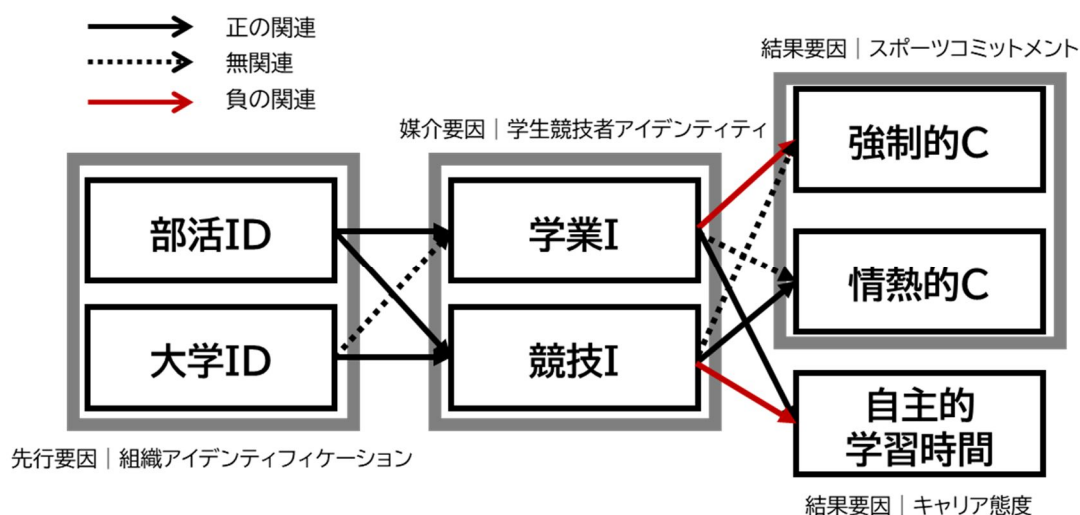 正の関連
無関連
負の関連
結果要因｜スポーツコミットメント
媒介要因｜学生競技者アイデンティティ
強制的C
部活ID
学業I
情熱的C
大学ID
競技I
自主的
学習時間
先行要因｜組織アイデンティフィケーション
結果要因｜キャリア態度